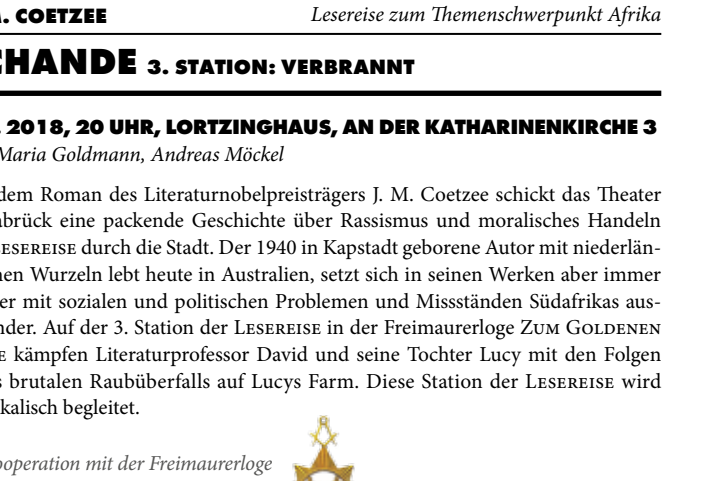 . COETZEE Lesereise zum Themenschwerpunkt Afrika
CHANDE 3. STATION: VERBRANNT
2018, 20 UHR, LORTZINGHAUS, AN DER KATHARINENKIRCHE 3
Maria Goldmann, Andreas Möckel
dem Roman des Literaturnobelpreisträgers J. M. Coetzee schickt das Theater
abrück eine packende Geschichte über Rassismus und moralisches Handeln
ESEREISE durch die Stadt. Der 1940 in Kapstadt geborene Autor mit niederlän-
hen Wurzeln lebt heute in Australien, setzt sich in seinen Werken aber immer
er mit sozialen und politischen Problemen und Missständen Südafrikas aus-
nder. Auf der 3. Station der LESEREISE in der Freimaurerloge ZUM GOLDENEN
E kämpfen Literaturprofessor David und seine Tochter Lucy mit den Folgen
s brutalen Raubüberfalls auf Lucys Farm. Diese Station der LESEREISE wird
kalisch begleitet.
ooperation mit der Freimaurerloge